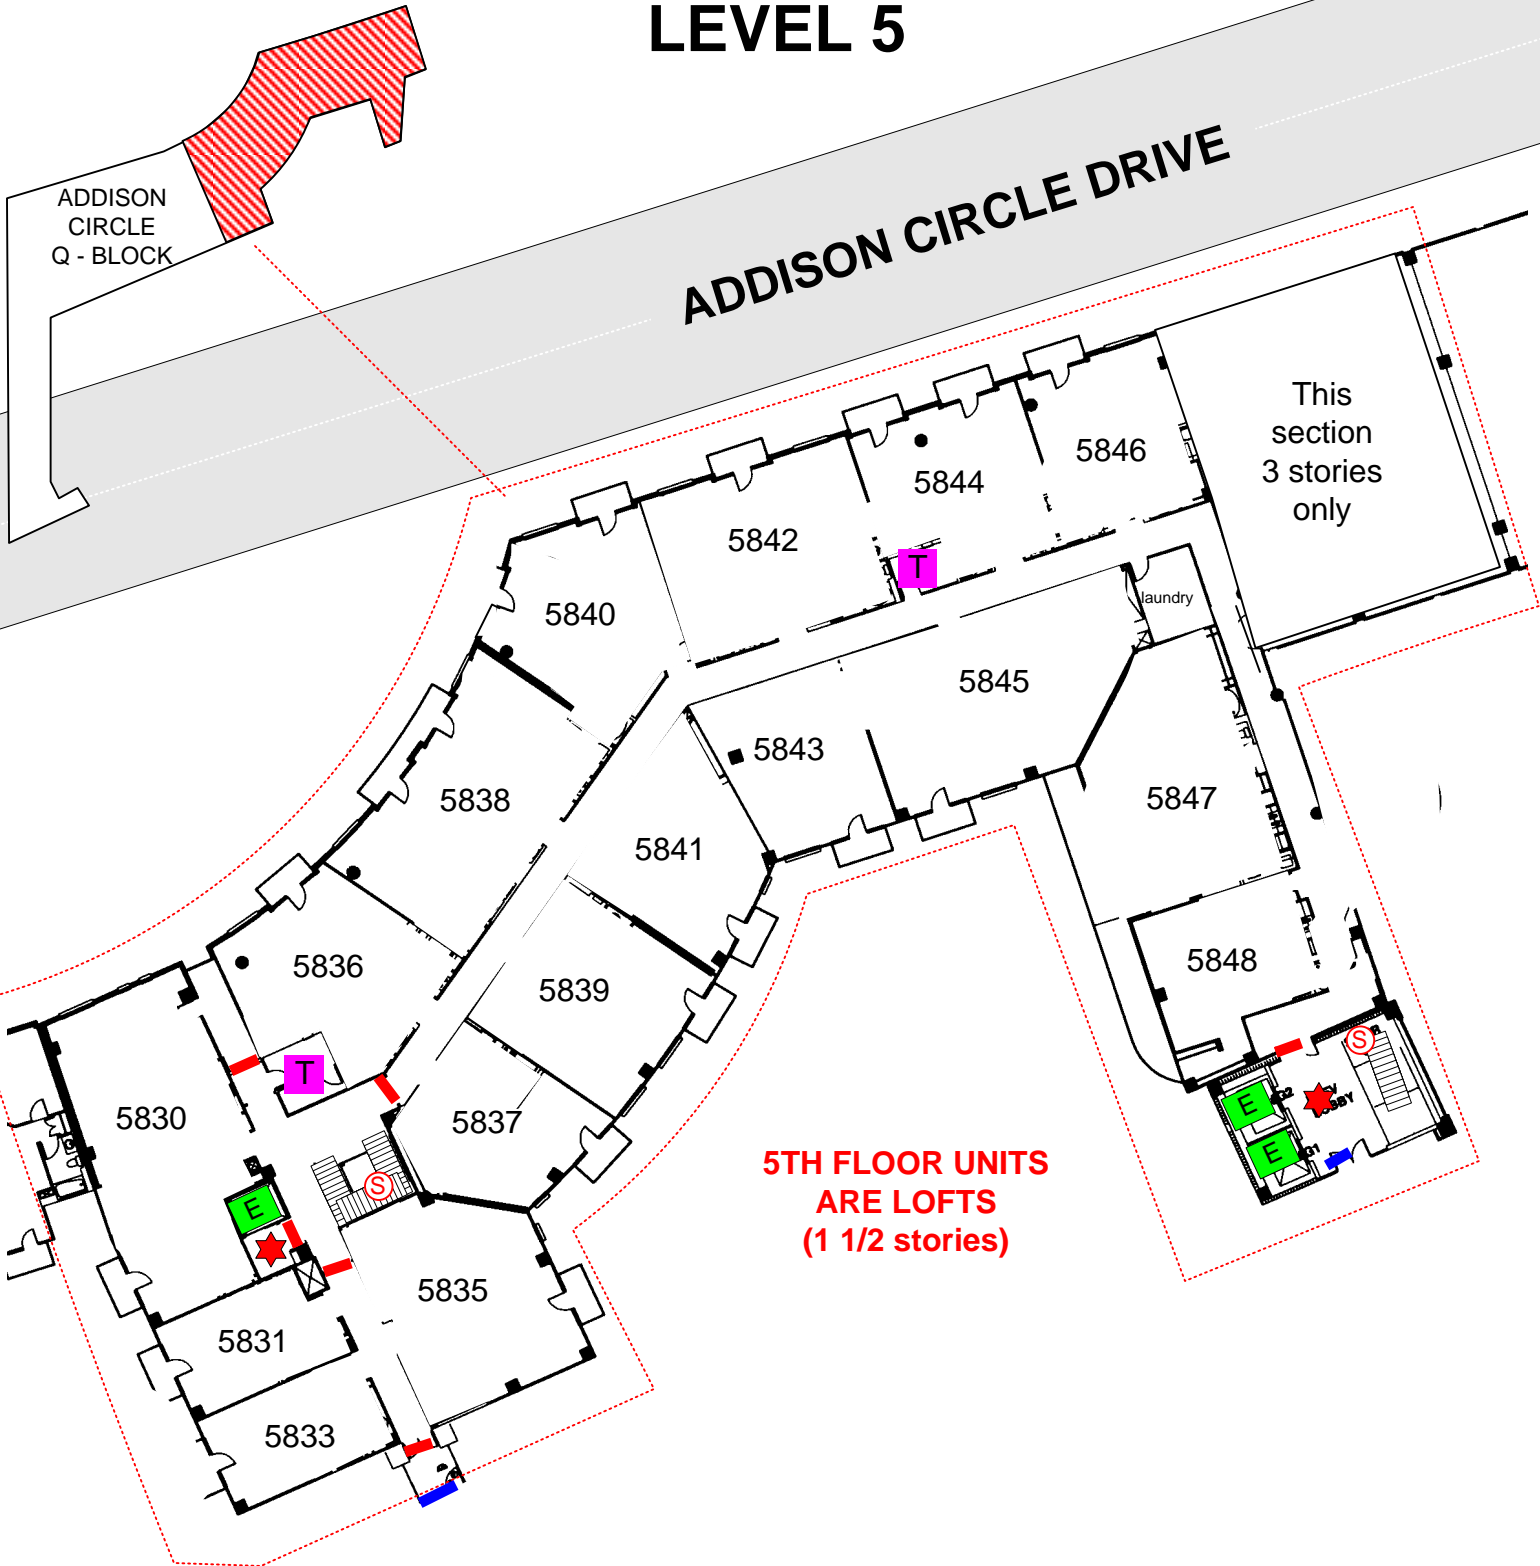 LEVEL 5
ADDISON
CIRCLE
Q - BLOCK
ADDISON CIRCLE DRIVE
This
section
3 stories
only
5846
5844
5842
T
laundry
5840
5845
5843
5838
5847
5841
5848
5836
5839
S
T
E
G2
5830
5837
E
G1
5TH FLOOR UNITS
ARE LOFTS
(1 1/2 stories)
S
E
5835
5831
5833